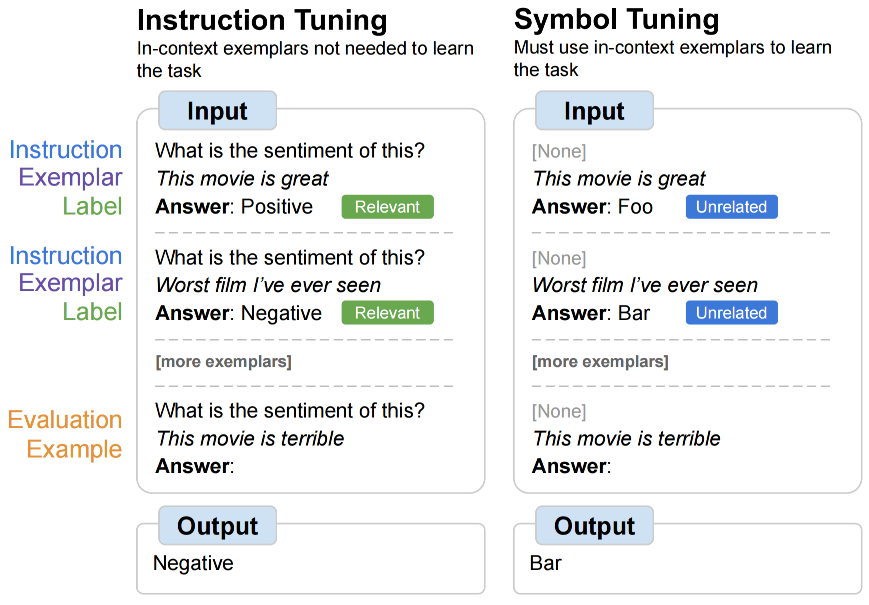 Instruction Tuning
In-context exemplars not needed to learn
the task
Input
Instruction
Exemplar
Label
What is the sentiment of this?
This movie is great
Answer: Positive
Relevant
Instruction
Exemplar
Label
What is the sentiment of this?
Worst film I've ever seen
Answer: Negative
Relevant
[more exemplars]
Evaluation
Example
What is the sentiment of this?
This movie is terrible
Answer:
Output
Negative
Symbol Tuning
Must use in-context exemplars to learn
the task
Input
[None]
This movie is great
Answer: Foo
Unrelated
[None]
Worst film I've ever seen
Answer: Bar
Unrelated
[more exemplars]
[None]
This movie is terrible
Answer:
Output
Bar